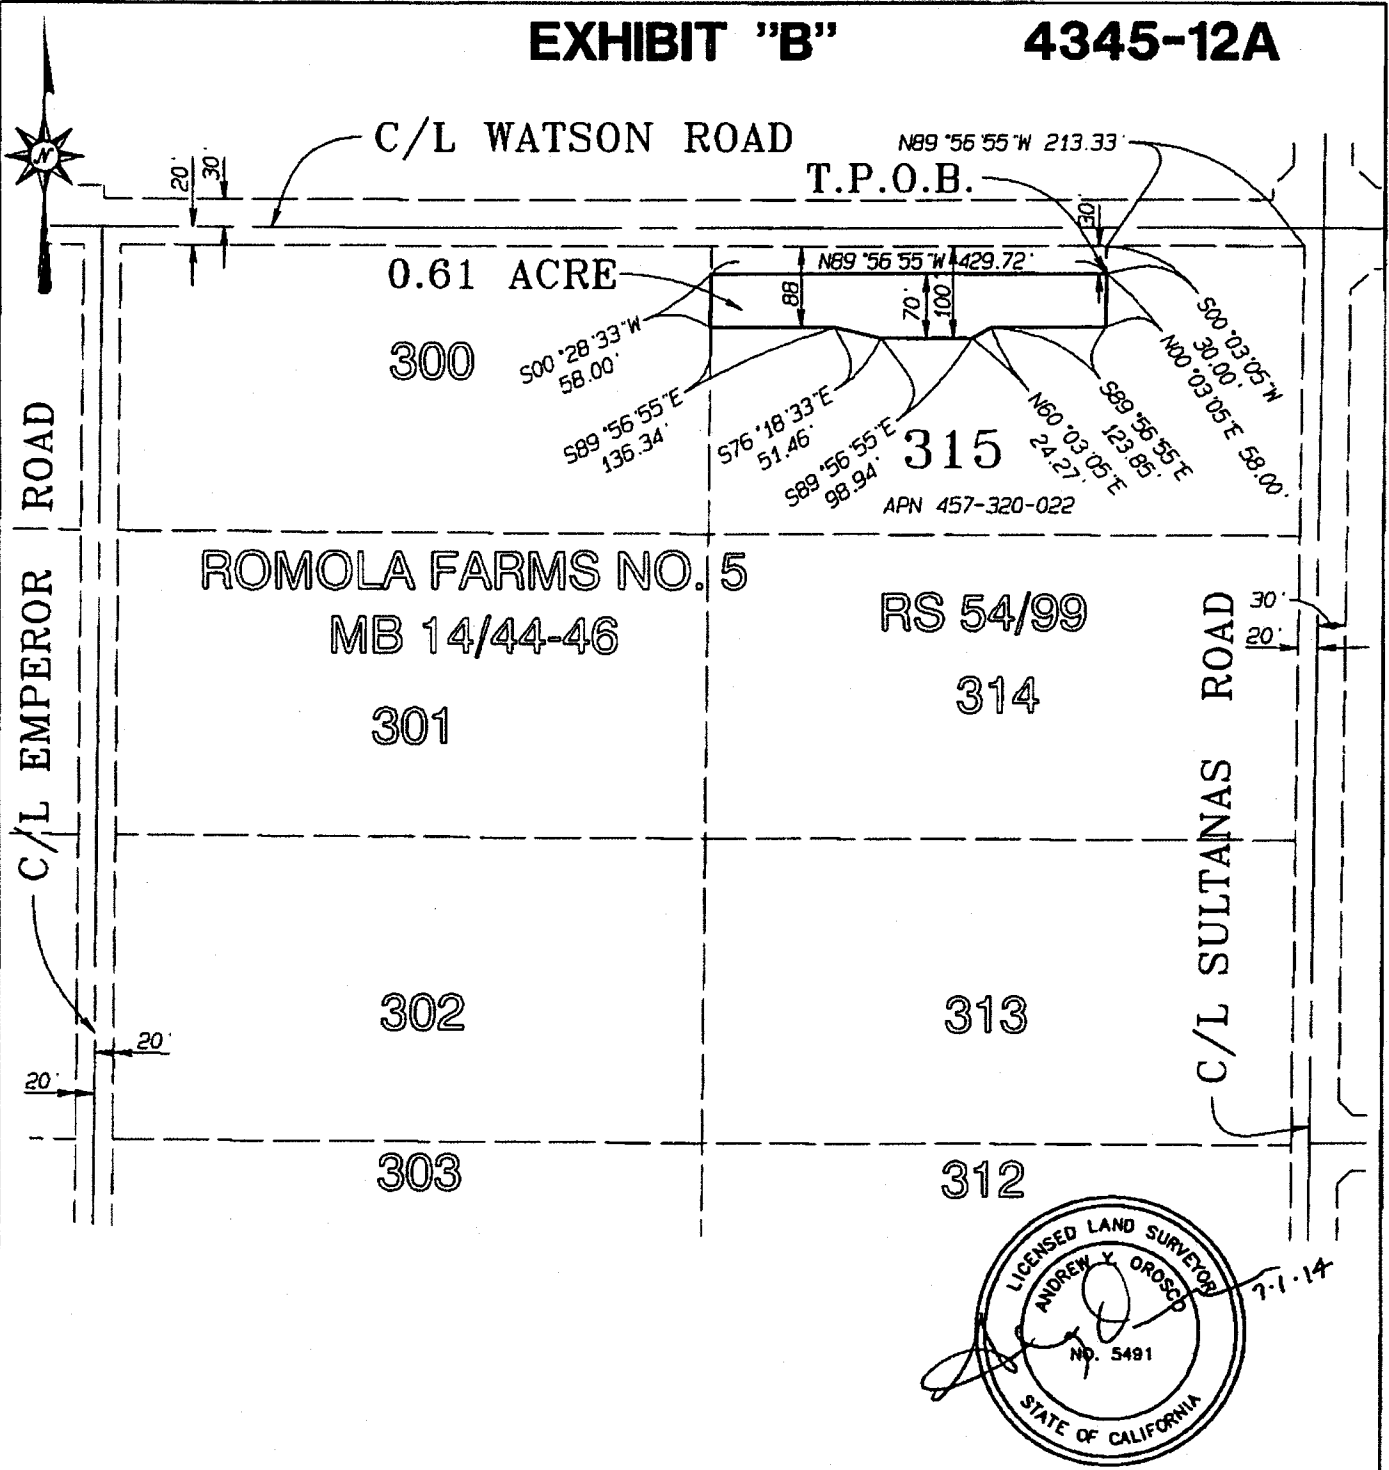 EXHIBIT "B" 4345-12A
N
C/L WATSON ROAD
N89°56'55"W 213.33'
T.P.O.B.
20'
30'
30'
0.61 ACRE
N89°56'55"W 429.72'
88'
70'
100'
S00°28'33"W
58.00'
S89°56'55"E
136.34'
S76°18'33"E
51.46'
S89°56'55"E
98.94'
N60°03'05"E
24.27'
S89°56'55"E
123.85'
N00°03'05"E 58.00'
S00°03'05"W
30.00'
300
315
APN 457-320-022
C/L EMPEROR ROAD
ROMOLA FARMS NO. 5
MB 14/44-46
RS 54/99
301
314
30'
20'
C/L SULTANAS ROAD
302
313
20'
20'
303
312
LICENSED LAND SURVEYOR
ANDREW Y. OROSCO
NO. 5491
STATE OF CALIFORNIA
7-1-14